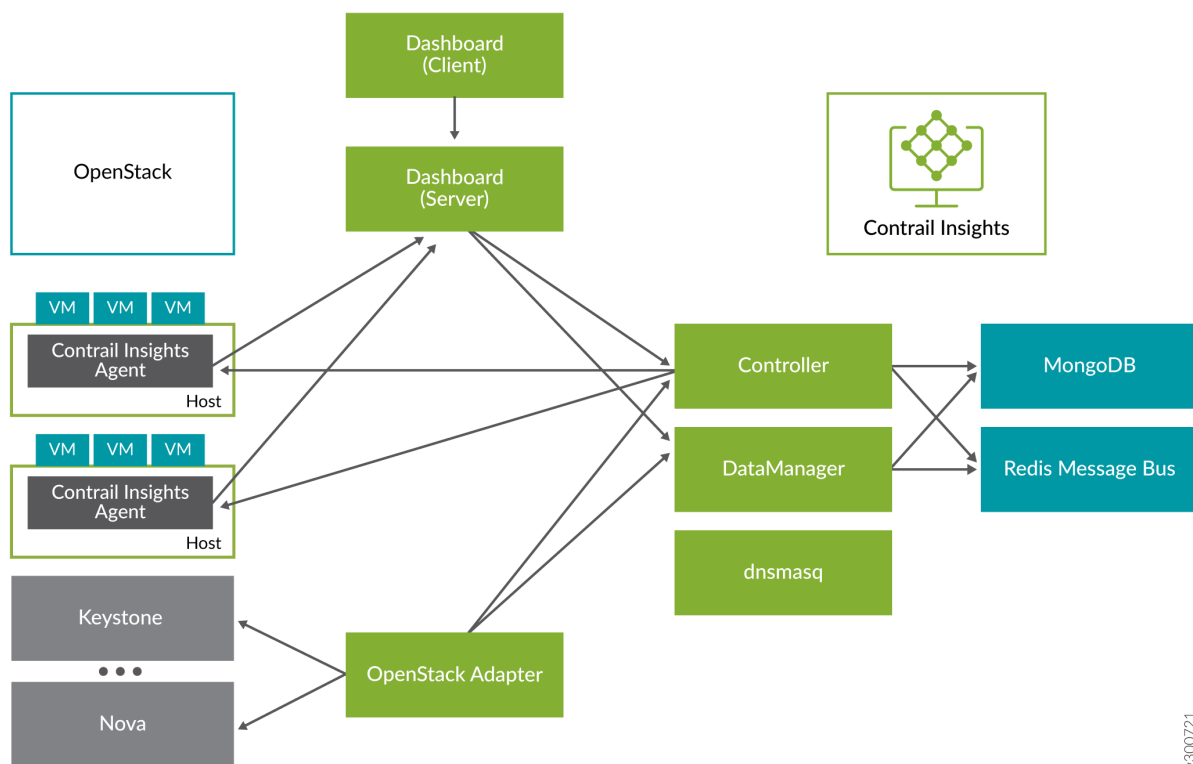 Dashboard
(Client)
OpenStack
Dashboard
(Server)
Contrail Insights
VM VM VM
Contrail Insights
Agent
Host
Controller
MongoDB
VM VM VM
Contrail Insights
Agent
Host
DataManager
Redis Message Bus
dnsmasq
Keystone
OpenStack Adapter
Nova